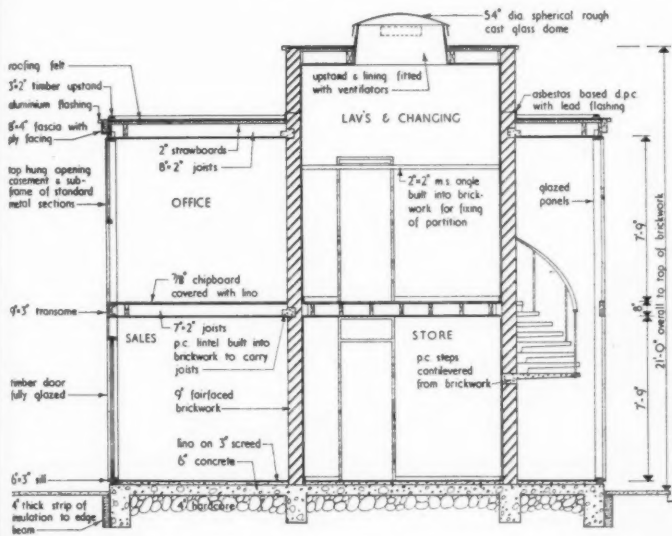 54" dia. spherical rough
cast glass dome
roofing felt
3"×2" timber upstand
aluminium flashing
8"×4" fascia with
ply facing
upstand & lining fitted
with ventilators
LAV'S & CHANGING
asbestos based d.p.c.
with lead flashing
2" strawboards
8"×2" joists
top hung opening
casement & sub-
frame of standard
metal sections
OFFICE
2"×2" m.s. angle
built into brick-
work for fixing
of partition
glazed
panels
7'-9"
7/8" chipboard
covered with lino
9"×3" transome
8"
21'-0" overall to top of brickwork
SALES
7"×2" joists
p.c. lintel built into
brickwork to carry
joists
STORE
p.c. steps
cantilevered
from brickwork
timber door
fully glazed
9" fairfaced
brickwork
7'-9"
lino on 3" screed
6" concrete
6"×3" sill
4" thick strip of
insulation to edge
beam
4" hardcore